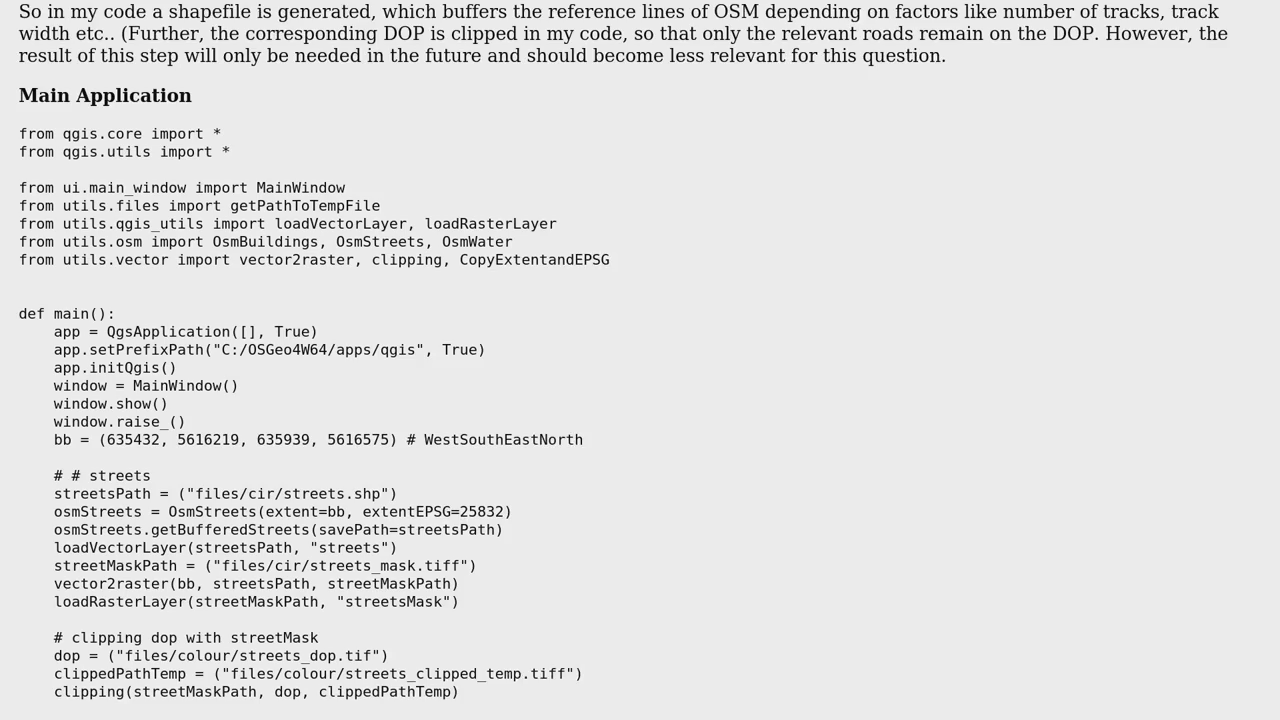 So in my code a shapefile is generated, which buffers the reference lines of OSM depending on factors like number of tracks, track
width etc.. (Further, the corresponding DOP is clipped in my code, so that only the relevant roads remain on the DOP. However, the
result of this step will only be needed in the future and should become less relevant for this question.
Main Application
from qgis.core import *
from qgis.utils import *
from ui.main_window import MainWindow
from utils.files import getPathToTempFile
from utils.qgis_utils import loadVectorLayer, loadRasterLayer
from utils.osm import OsmBuildings, OsmStreets, OsmWater
from utils.vector import vector2raster, clipping, CopyExtentandEPSG
def main():
    app = QgsApplication([], True)
    app.setPrefixPath("C:/OSGeo4W64/apps/qgis", True)
    app.initQgis()
    window = MainWindow()
    window.show()
    window.raise_()
    bb = (635432, 5616219, 635939, 5616575) # WestSouthEastNorth
    # # streets
    streetsPath = ("files/cir/streets.shp")
    osmStreets = OsmStreets(extent=bb, extentEPSG=25832)
    osmStreets.getBufferedStreets(savePath=streetsPath)
    loadVectorLayer(streetsPath, "streets")
    streetMaskPath = ("files/cir/streets_mask.tiff")
    vector2raster(bb, streetsPath, streetMaskPath)
    loadRasterLayer(streetMaskPath, "streetsMask")
    # clipping dop with streetMask
    dop = ("files/colour/streets_dop.tif")
    clippedPathTemp = ("files/colour/streets_clipped_temp.tiff")
    clipping(streetMaskPath, dop, clippedPathTemp)